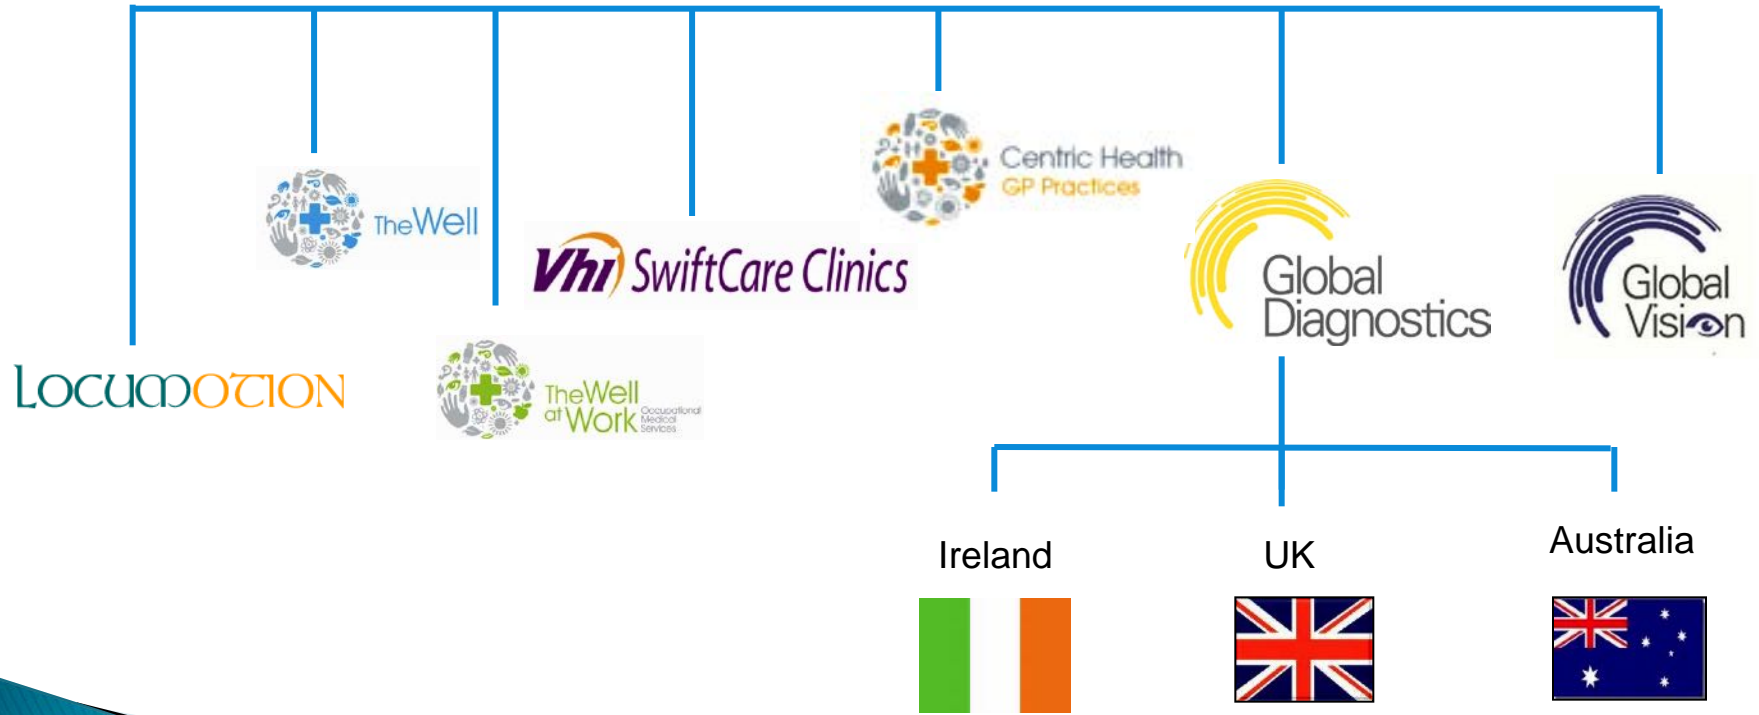 Centric Health
GP Practices
TheWell
Vhi SwiftCare Clinics
Global
Diagnostics
Global
Vision
LOCUMOTION
TheWell
at Work
Occupational
Medical
Services
Ireland
UK
Australia